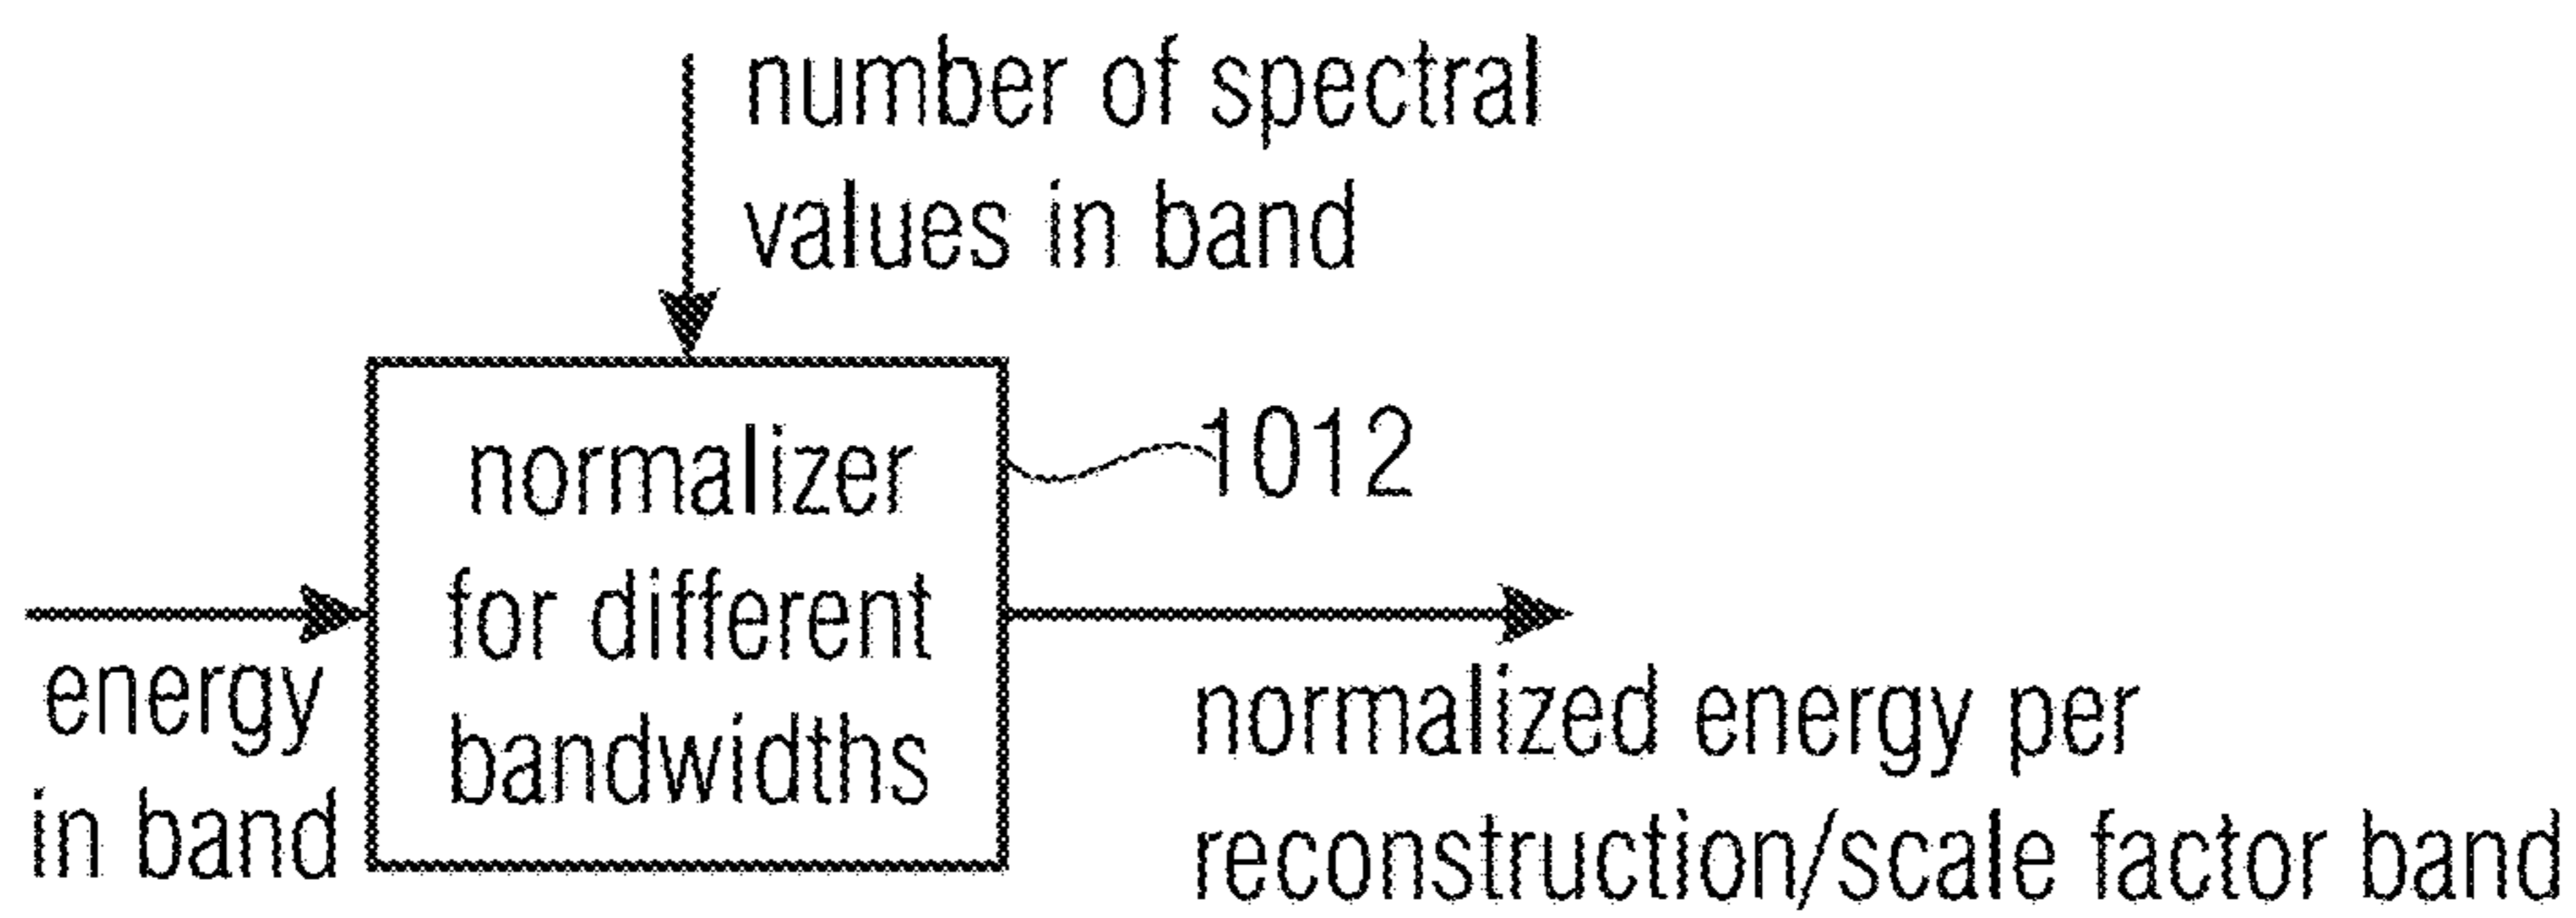 number of spectral
values in band
normalizer
for different
bandwidths
1012
energy
in band
normalized energy per
reconstruction/scale factor band